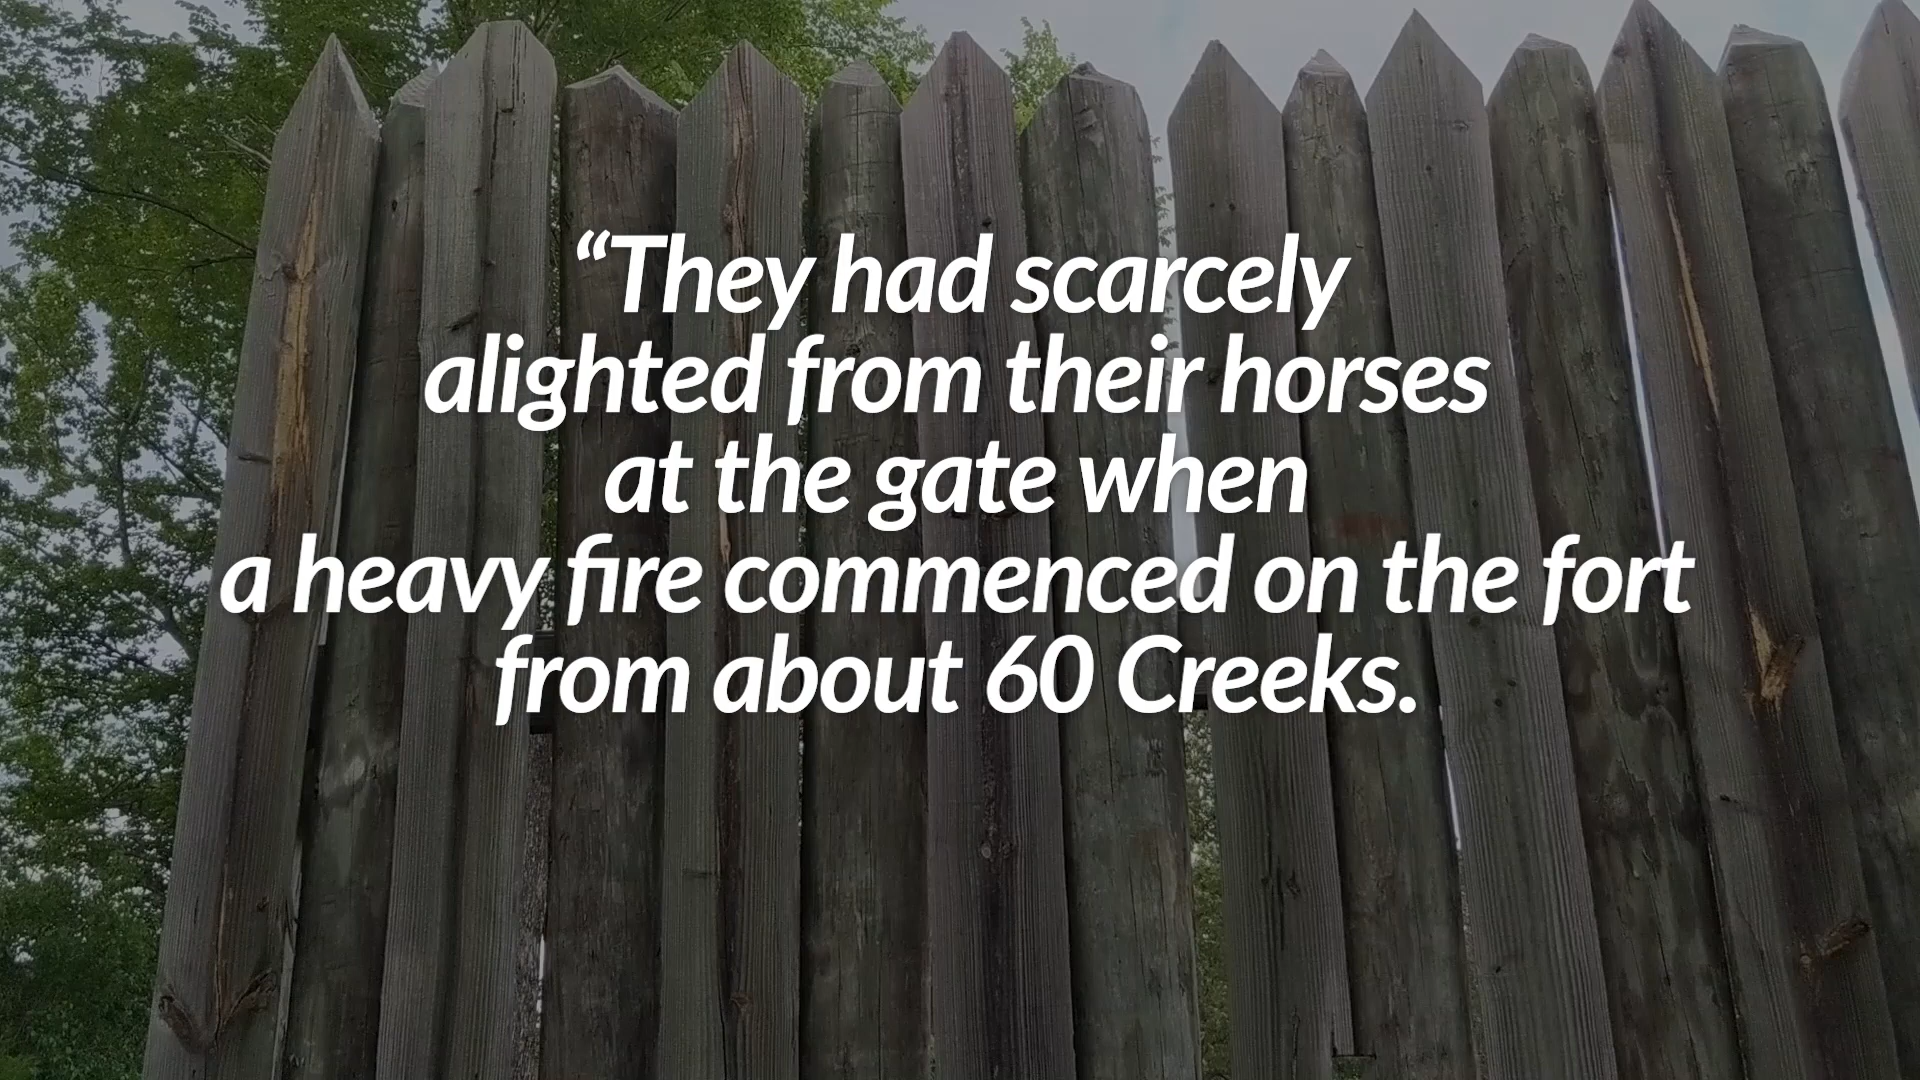 “They had scarcely
alighted from their horses
at the gate when
a heavy fire commenced on the fort
from about 60 Creeks.